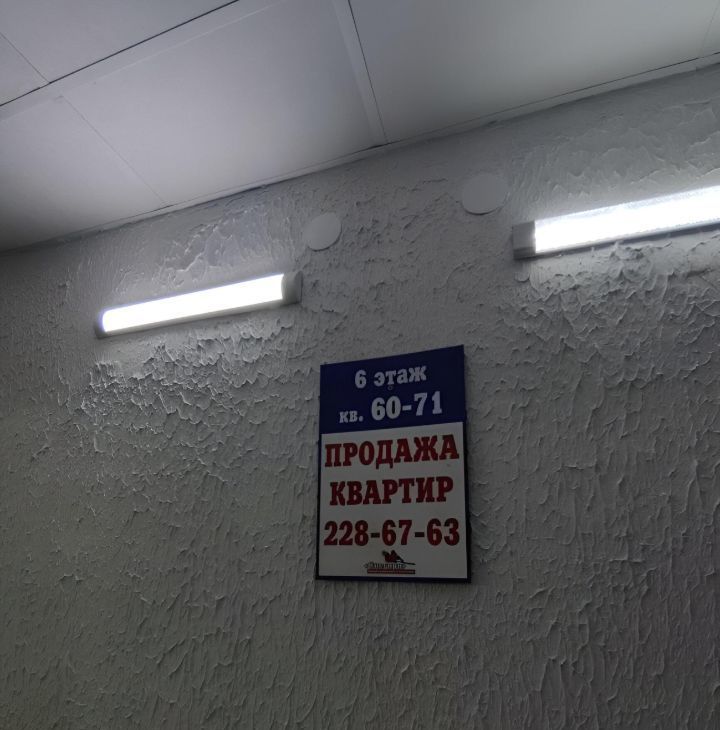 6 этаж
кв. 60-71
ПРОДАЖА
КВАРТИР
228-67-63